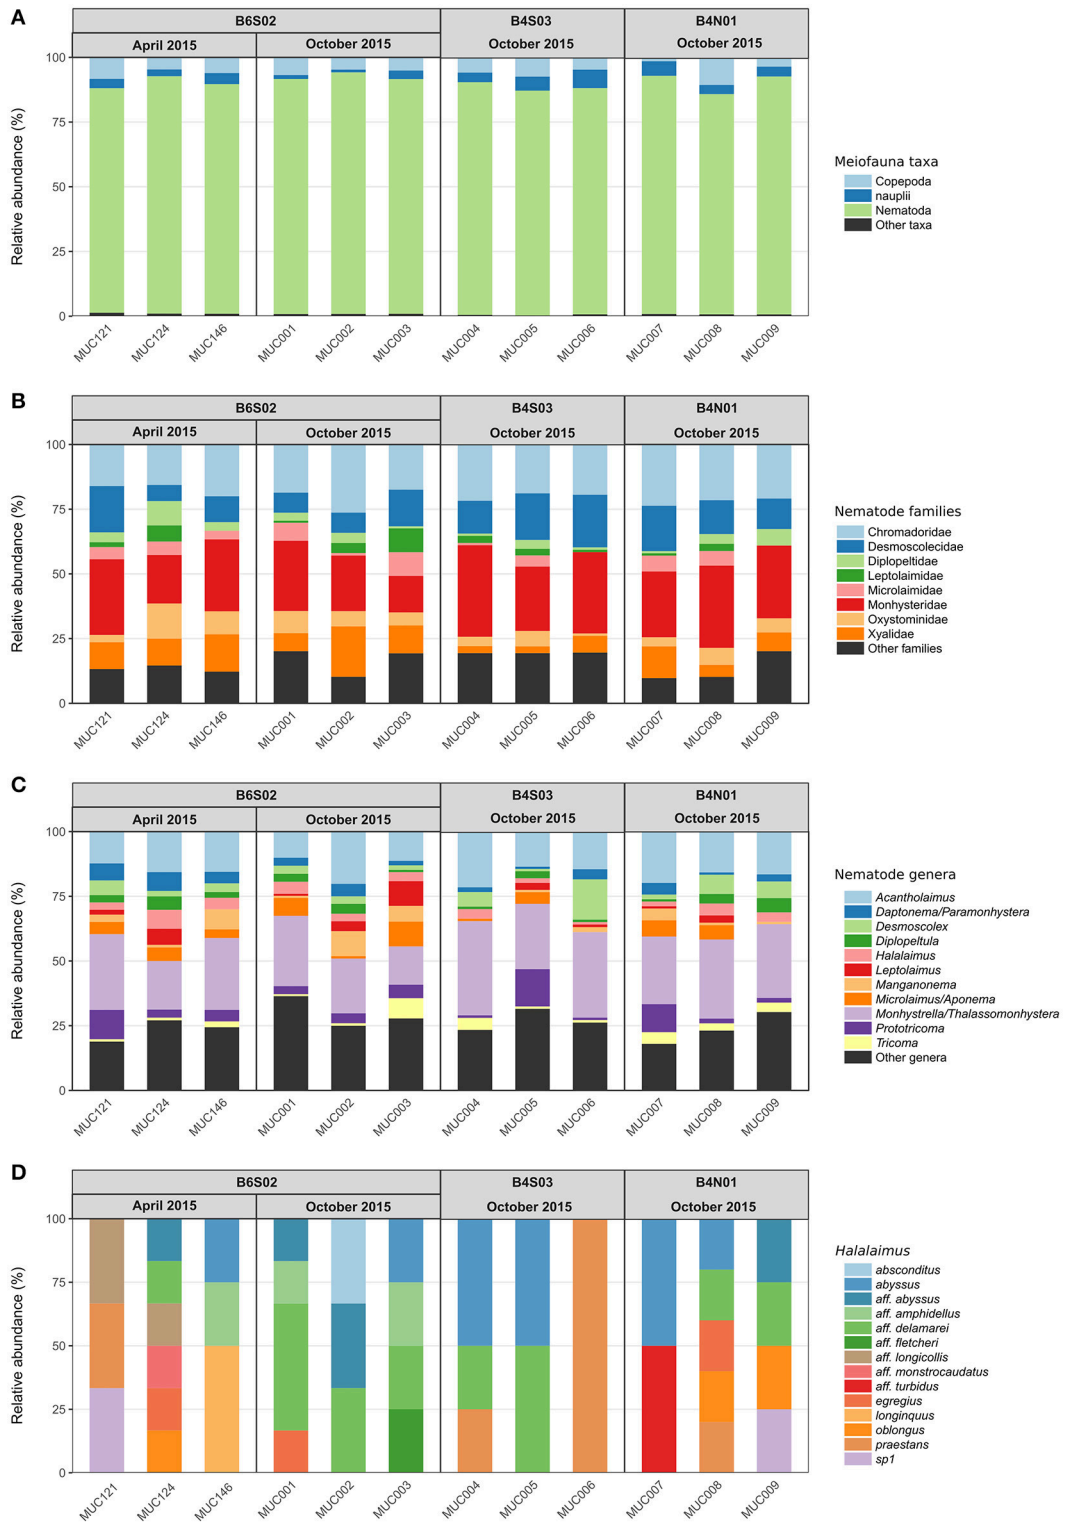 A
B6S02
B4S03
B4N01
April 2015
October 2015
October 2015
October 2015
Relative abundance (%)
100
75
50
25
0
MUC121
MUC124
MUC146
MUC001
MUC002
MUC003
MUC004
MUC005
MUC006
MUC007
MUC008
MUC009
Meiofauna taxa
Copepoda
nauplii
Nematoda
Other taxa
B
B6S02
B4S03
B4N01
April 2015
October 2015
October 2015
October 2015
Relative abundance (%)
100
75
50
25
0
MUC121
MUC124
MUC146
MUC001
MUC002
MUC003
MUC004
MUC005
MUC006
MUC007
MUC008
MUC009
Nematode families
Chromadoridae
Desmoscolecidae
Diplopeltidae
Leptolaimidae
Microlaimidae
Monhysteridae
Oxystominidae
Xyalidae
Other families
C
B6S02
B4S03
B4N01
April 2015
October 2015
October 2015
October 2015
Relative abundance (%)
100
75
50
25
0
MUC121
MUC124
MUC146
MUC001
MUC002
MUC003
MUC004
MUC005
MUC006
MUC007
MUC008
MUC009
Nematode genera
Acantholaimus
Daptonema/Paramonhystera
Desmoscolex
Diplopeltula
Halalaimus
Leptolaimus
Manganonema
Microlaimus/Aponema
Monhystrella/Thalassomonhystera
Prototricoma
Tricoma
Other genera
D
B6S02
B4S03
B4N01
April 2015
October 2015
October 2015
October 2015
Relative abundance (%)
100
75
50
25
0
MUC121
MUC124
MUC146
MUC001
MUC002
MUC003
MUC004
MUC005
MUC006
MUC007
MUC008
MUC009
Halalaimus
absconditus
abyssus
aff. abyssus
aff. amphidellus
aff. delamarei
aff. fletcheri
aff. longicollis
aff. monstrocaudatus
aff. turbidus
egregius
longinquus
oblongus
praestans
sp1